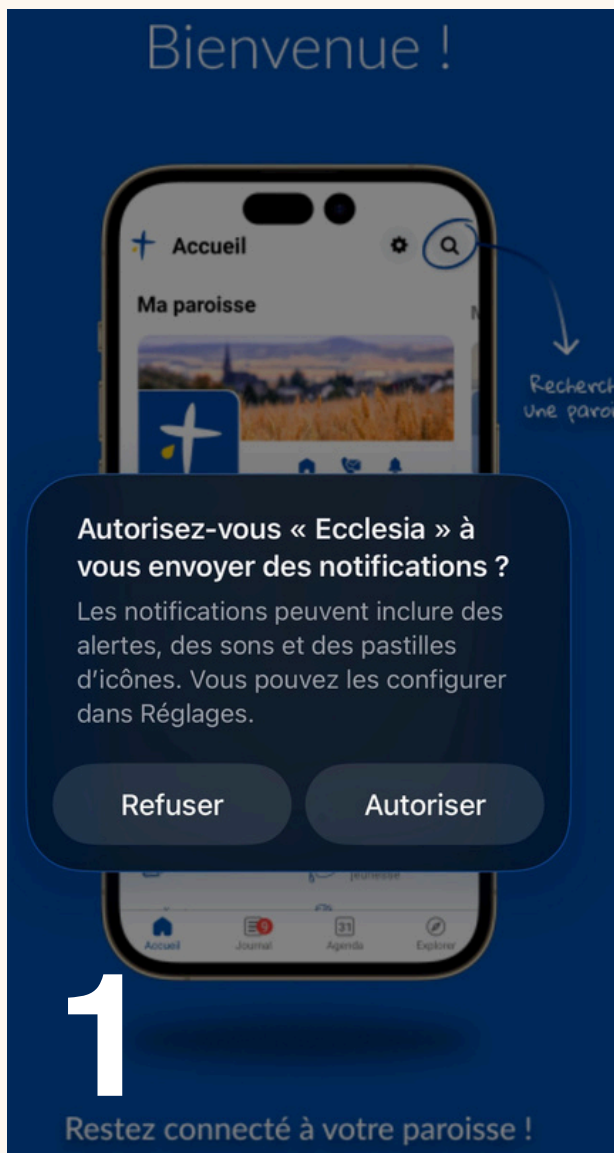 Bienvenue !
Accueil
Ma paroisse
Recherch
une paroi
Autorisez-vous « Ecclesia » à
vous envoyer des notifications ?
Les notifications peuvent inclure des
alertes, des sons et des pastilles
d'icônes. Vous pouvez les configurer
dans Réglages.
Refuser Autoriser
jeunesse
9 31
Accueil Journal Agenda Explorer
1
Restez connecté à votre paroisse !